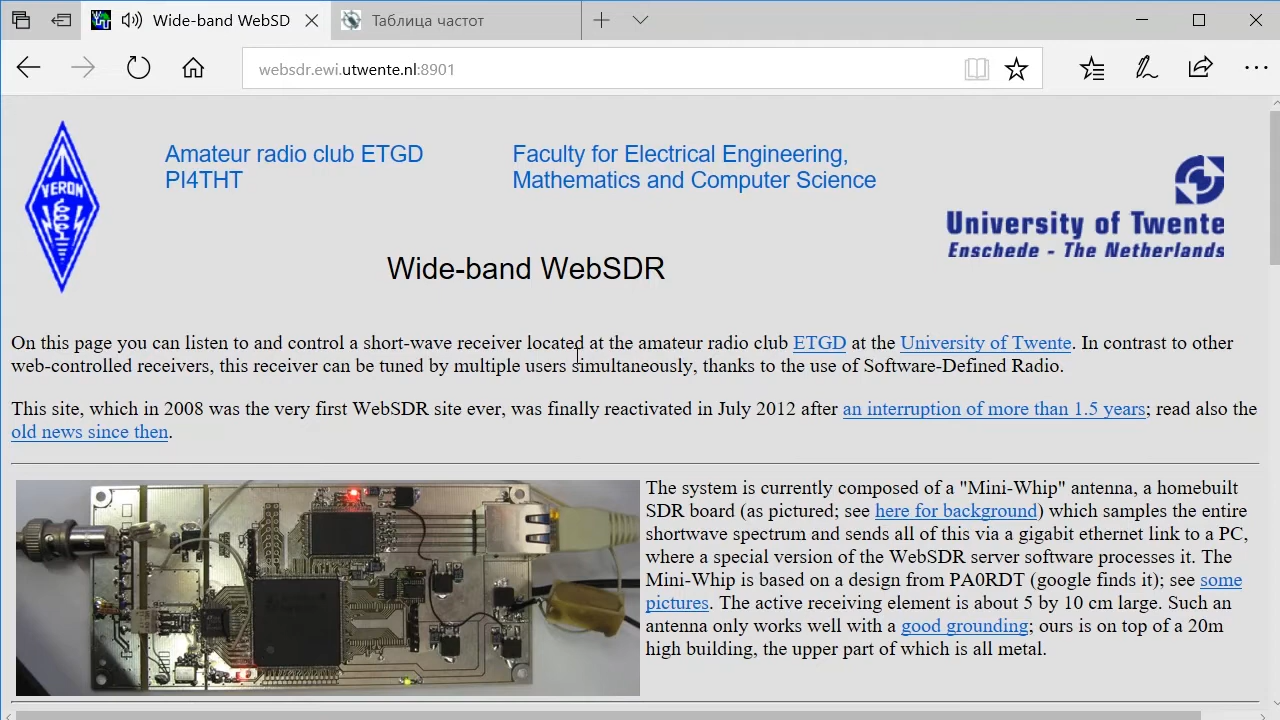 Wide-band WebSD
Таблица частот
websdr.ewi.utwente.nl:8901
VERON
Amateur radio club ETGD
PI4THT
Faculty for Electrical Engineering,
Mathematics and Computer Science
University of Twente
Enschede - The Netherlands
Wide-band WebSDR
On this page you can listen to and control a short-wave receiver located at the amateur radio club ETGD at the University of Twente. In contrast to other
web-controlled receivers, this receiver can be tuned by multiple users simultaneously, thanks to the use of Software-Defined Radio.
This site, which in 2008 was the very first WebSDR site ever, was finally reactivated in July 2012 after an interruption of more than 1.5 years; read also the
old news since then.
The system is currently composed of a "Mini-Whip" antenna, a homebuilt
SDR board (as pictured; see here for background) which samples the entire
shortwave spectrum and sends all of this via a gigabit ethernet link to a PC,
where a special version of the WebSDR server software processes it. The
Mini-Whip is based on a design from PA0RDT (google finds it); see some
pictures. The active receiving element is about 5 by 10 cm large. Such an
antenna only works well with a good grounding; ours is on top of a 20m
high building, the upper part of which is all metal.